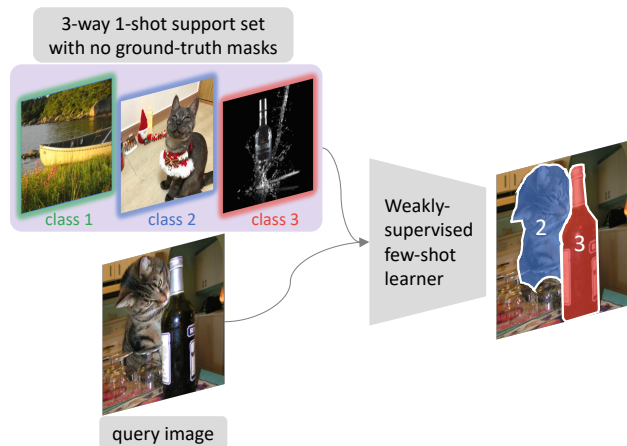 3-way 1-shot support set
with no ground-truth masks
class 1
class 2
class 3
Weakly-
supervised
few-shot
learner
2
3
query image